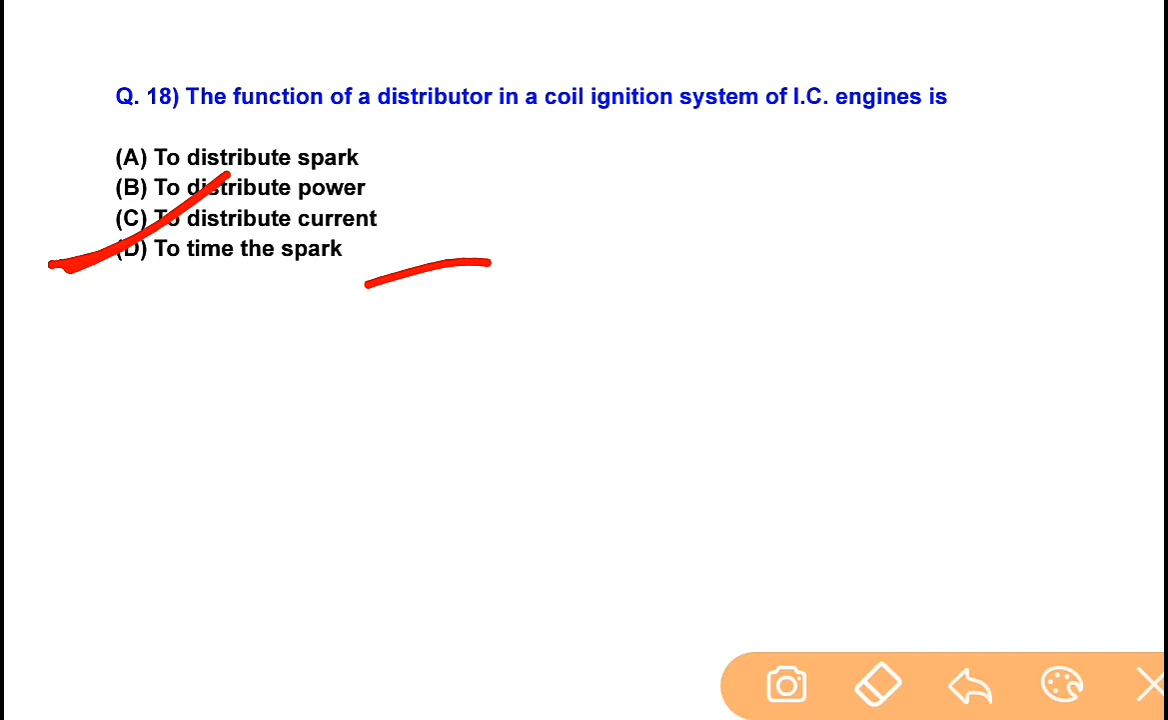 Q. 18) The function of a distributor in a coil ignition system of I.C. engines is
(A) To distribute spark
(B) To distribute power
(C) To distribute current
(D) To time the spark